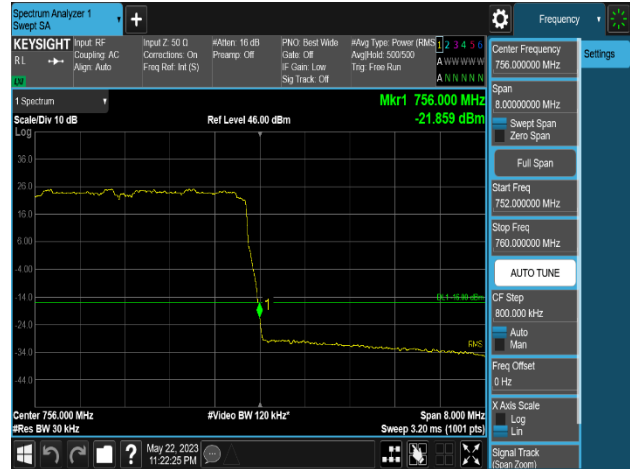 Spectrum Analyzer 1
Swept SA
Frequency
KEYSIGHT
RL
Input: RF
Coupling: AC
Align: Auto
Input Z: 50 Ω
Corrections: On
Freq Ref: Int (S)
#Atten: 16 dB
Preamp: Off
PNO: Best Wide
Gate: Off
IF Gain: Low
Sig Track: Off
#Avg Type: Power (RMS
Avg|Hold: 500/500
Trig: Free Run
1 2 3 4 5 6
A W W W W W
A N N N N N
1 Spectrum
Scale/Div 10 dB
Log
Ref Level 46.00 dBm
Mkr1 756.000 MHz
-21.859 dBm
36.0
26.0
16.0
6.00
-4.00
-14.0
-24.0
-34.0
-44.0
1
DL1 -16.00 dBm
RMS
Center 756.000 MHz
#Res BW 30 kHz
#Video BW 120 kHz*
Span 8.000 MHz
Sweep 3.20 ms (1001 pts)
May 22, 2023
11:22:25 PM
Center Frequency
756.000000 MHz
Settings
Span
8.00000000 MHz
Swept Span
Zero Span
Full Span
Start Freq
752.000000 MHz
Stop Freq
760.000000 MHz
AUTO TUNE
CF Step
800.000 kHz
Auto
Man
Freq Offset
0 Hz
X Axis Scale
Log
Lin
Signal Track
(Span Zoom)